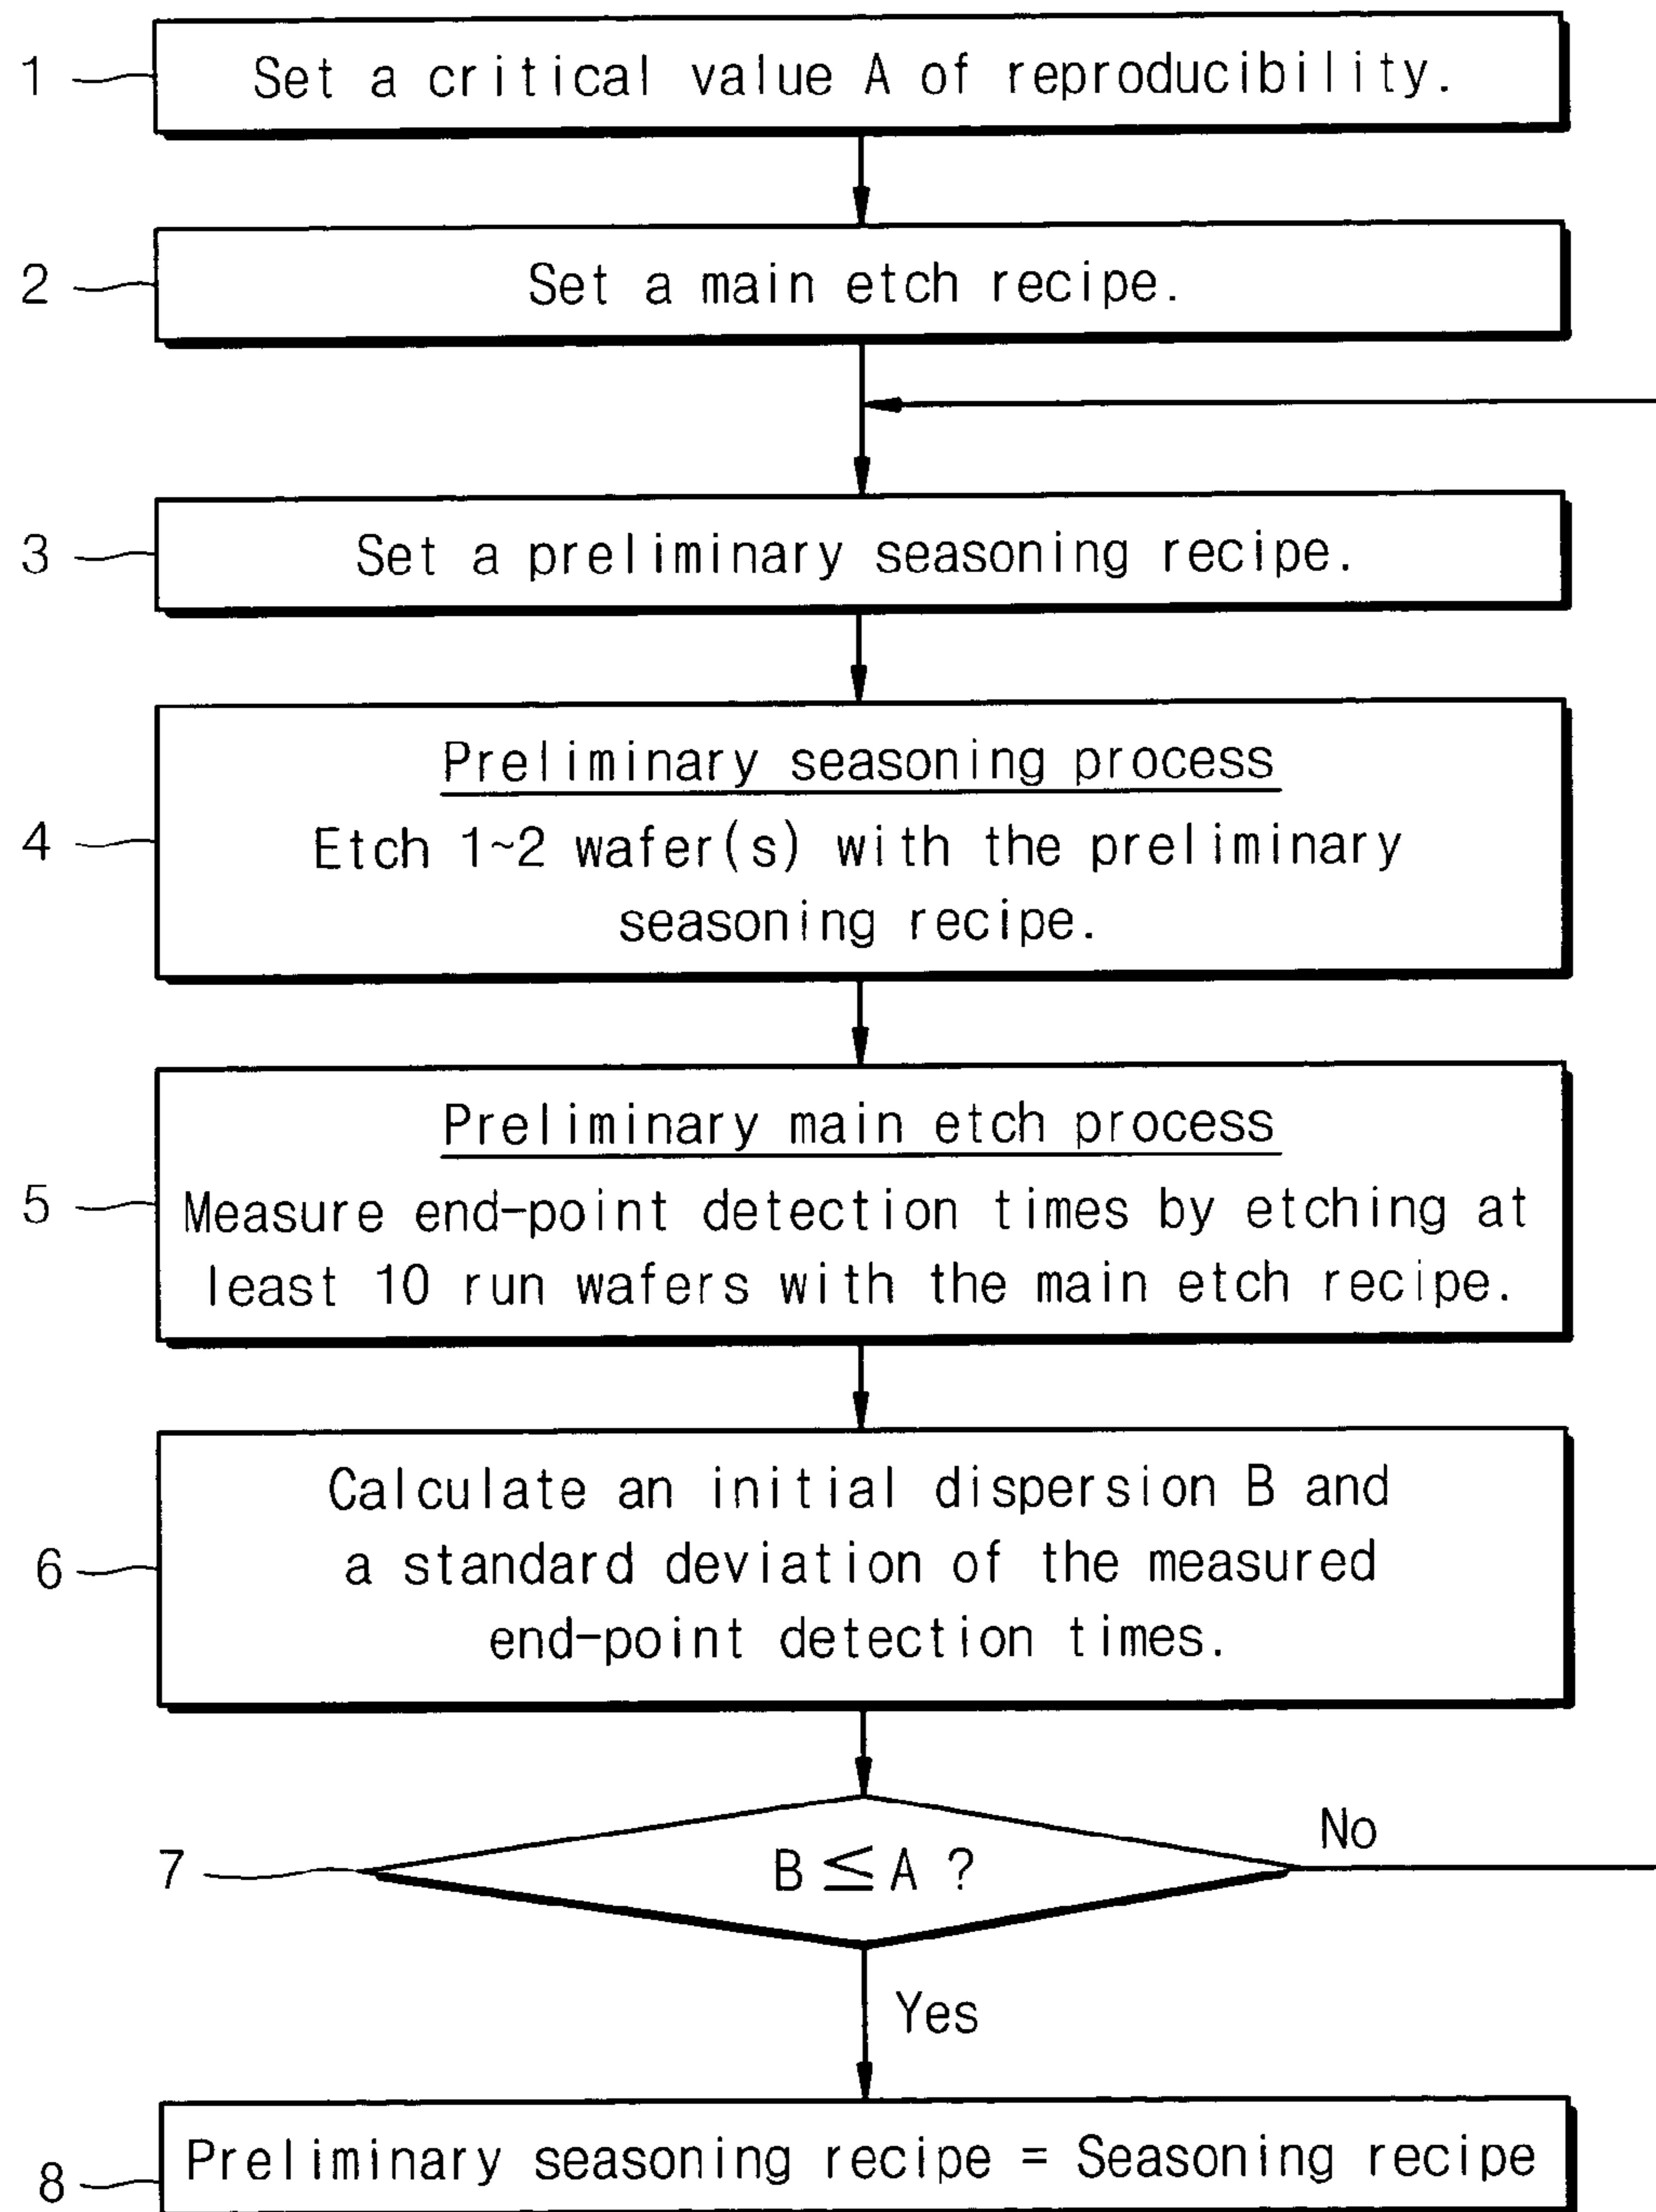 1 Set a critical value A of reproducibility.
2 Set a main etch recipe.
3 Set a preliminary seasoning recipe.
Preliminary seasoning process
4 Etch 1~2 wafer(s) with the preliminary
seasoning recipe.
Preliminary main etch process
5 Measure end-point detection times by etching at
least 10 run wafers with the main etch recipe.
Calculate an initial dispersion B and
6 a standard deviation of the measured
end-point detection times.
No
7 B ≤ A ?
Yes
8 Preliminary seasoning recipe = Seasoning recipe